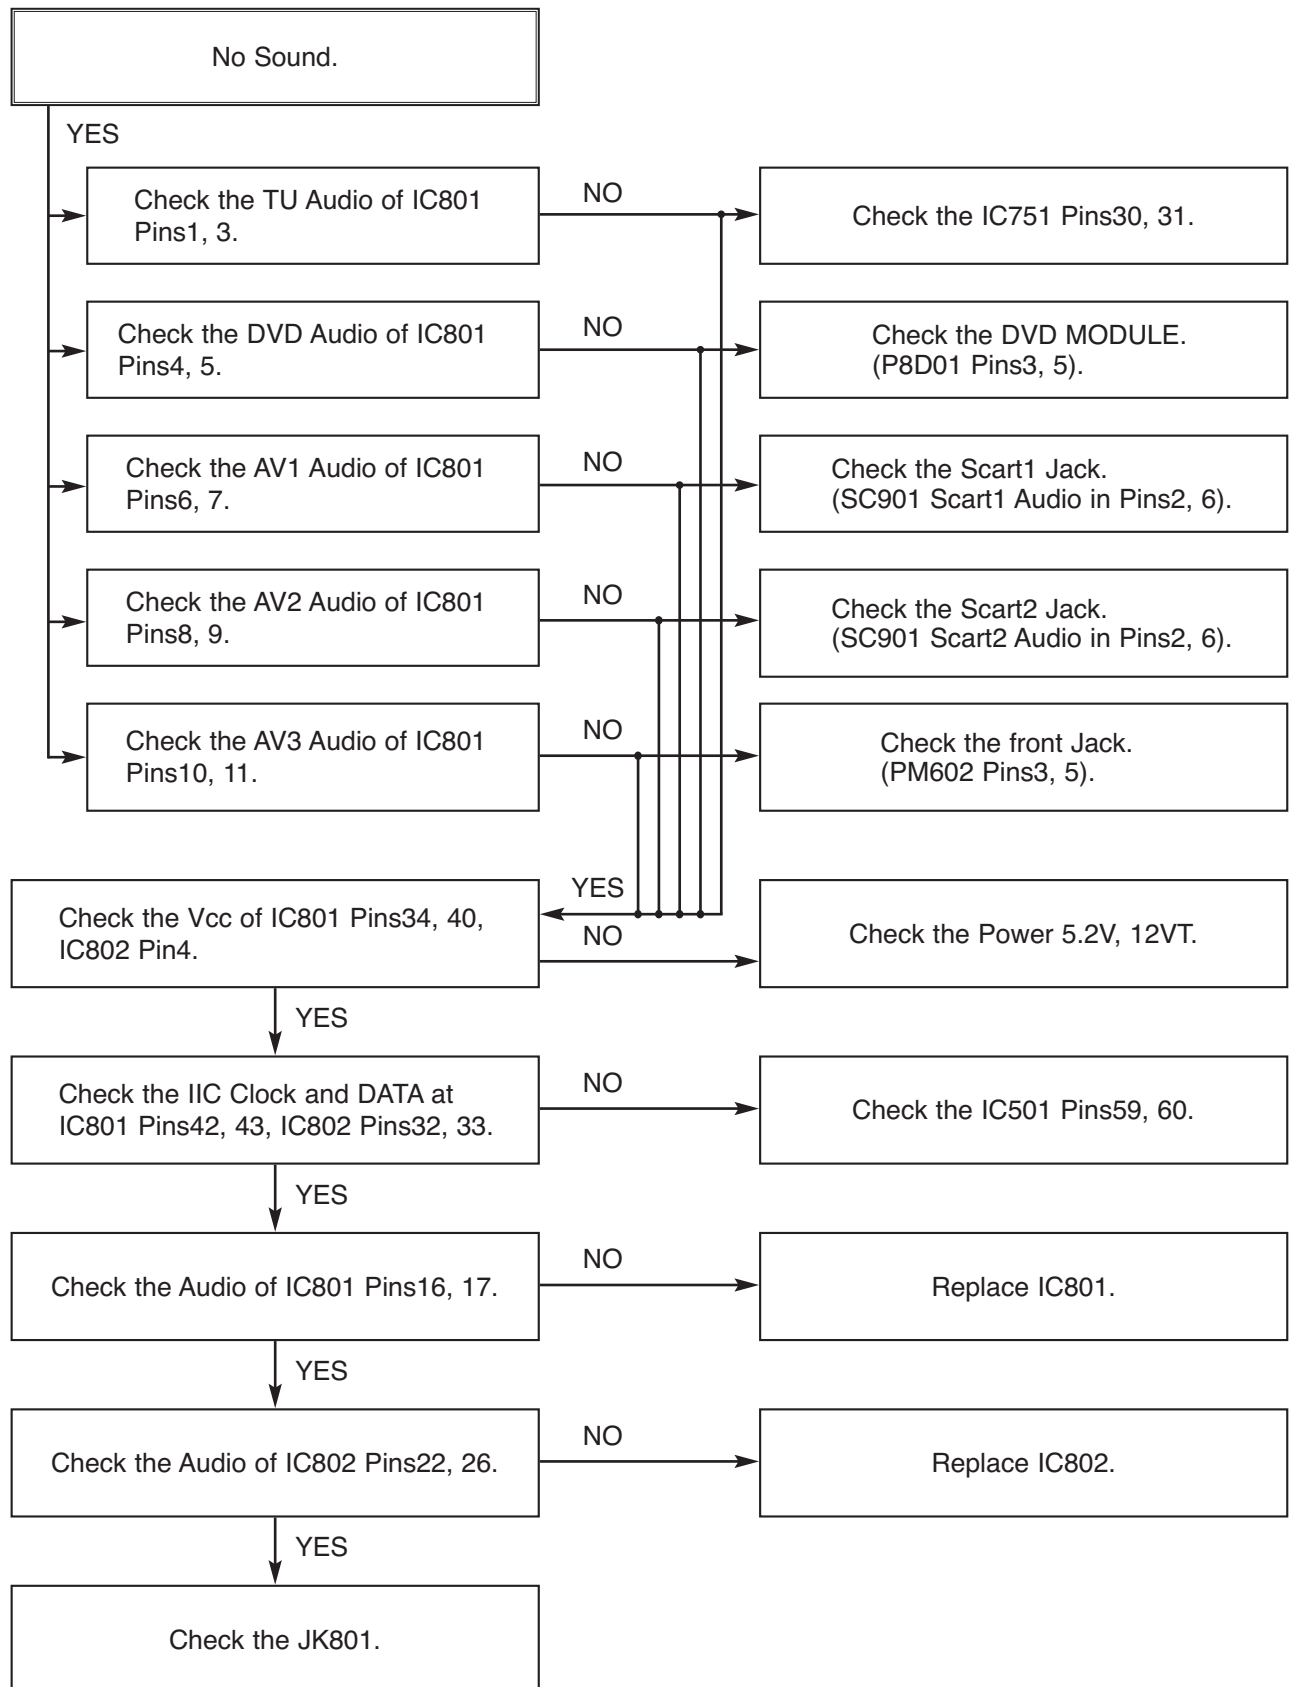 No Sound.
YES
Check the TU Audio of IC801
Pins1, 3.
NO
Check the IC751 Pins30, 31.
Check the DVD Audio of IC801
Pins4, 5.
NO
Check the DVD MODULE.
(P8D01 Pins3, 5).
Check the AV1 Audio of IC801
Pins6, 7.
NO
Check the Scart1 Jack.
(SC901 Scart1 Audio in Pins2, 6).
Check the AV2 Audio of IC801
Pins8, 9.
NO
Check the Scart2 Jack.
(SC901 Scart2 Audio in Pins2, 6).
Check the AV3 Audio of IC801
Pins10, 11.
NO
Check the front Jack.
(PM602 Pins3, 5).
YES
Check the Vcc of IC801 Pins34, 40,
IC802 Pin4.
NO
Check the Power 5.2V, 12VT.
YES
Check the IIC Clock and DATA at
IC801 Pins42, 43, IC802 Pins32, 33.
NO
Check the IC501 Pins59, 60.
YES
Check the Audio of IC801 Pins16, 17.
NO
Replace IC801.
YES
Check the Audio of IC802 Pins22, 26.
NO
Replace IC802.
YES
Check the JK801.